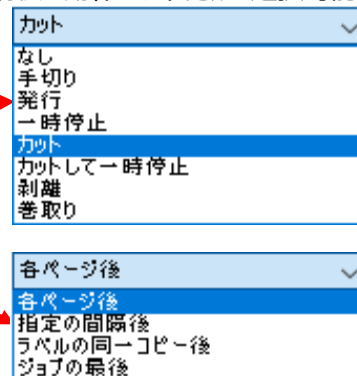 カット
なし
手切り
発行
一時停止
カット
カットして一時停止
剥離
巻取り
各ページ後
各ページ後
指定の間隔後
ラベルの同一コピー後
ジョブの最後